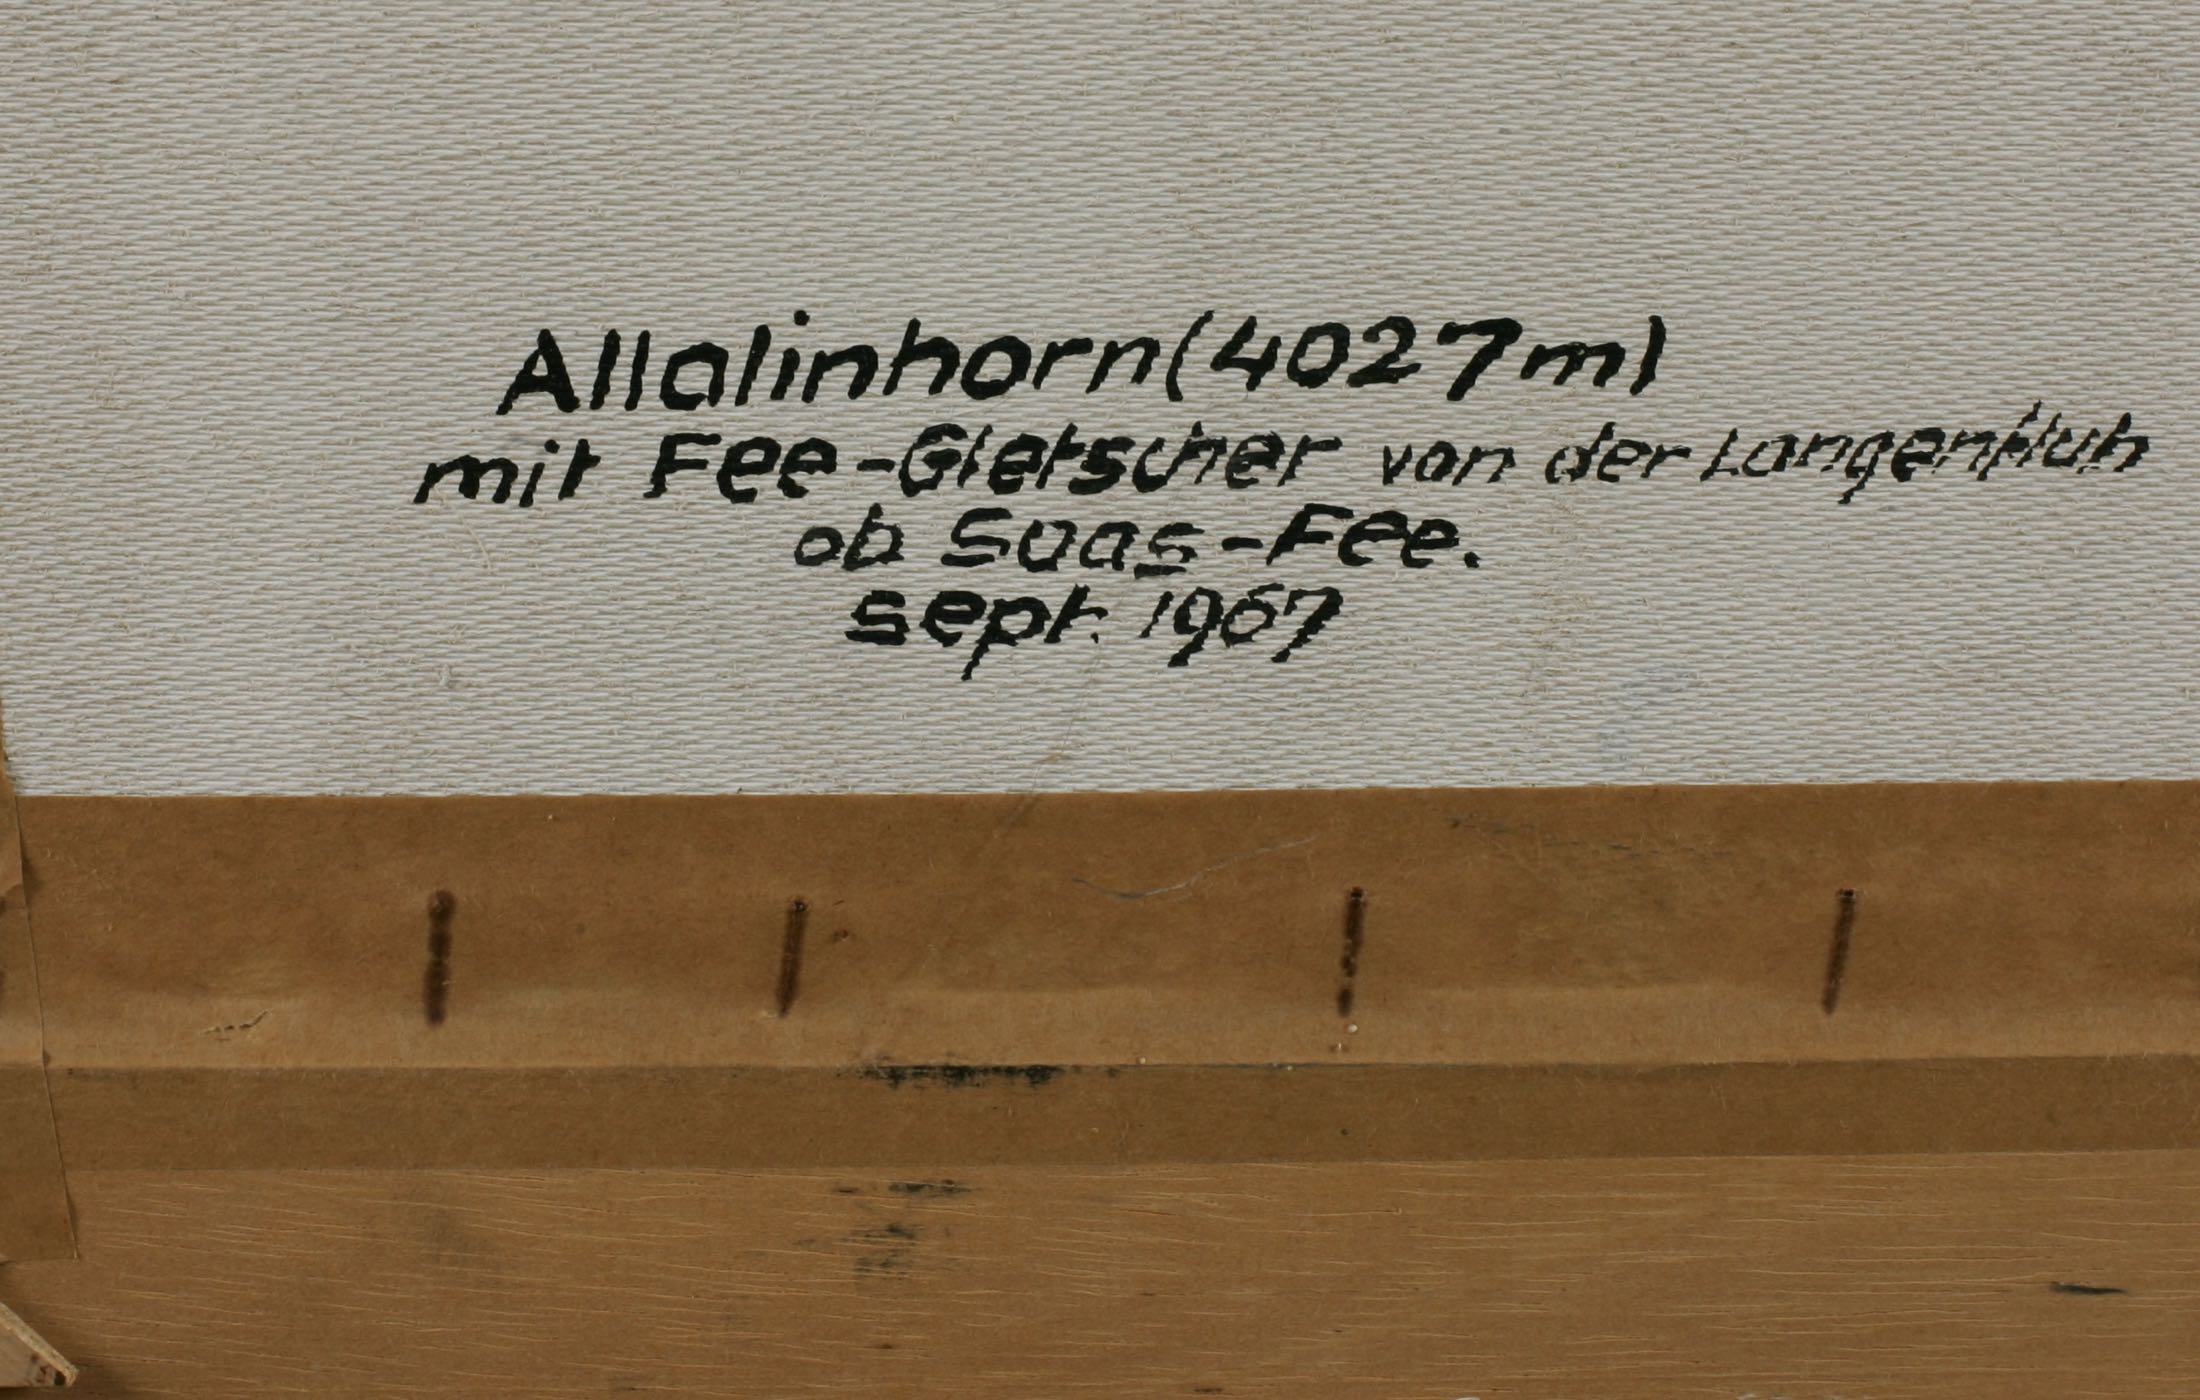 Allalinhorn (4027m)
mit Fee-Gletscher von der Langenfluh
ob Saas-Fee.
sept. 1967